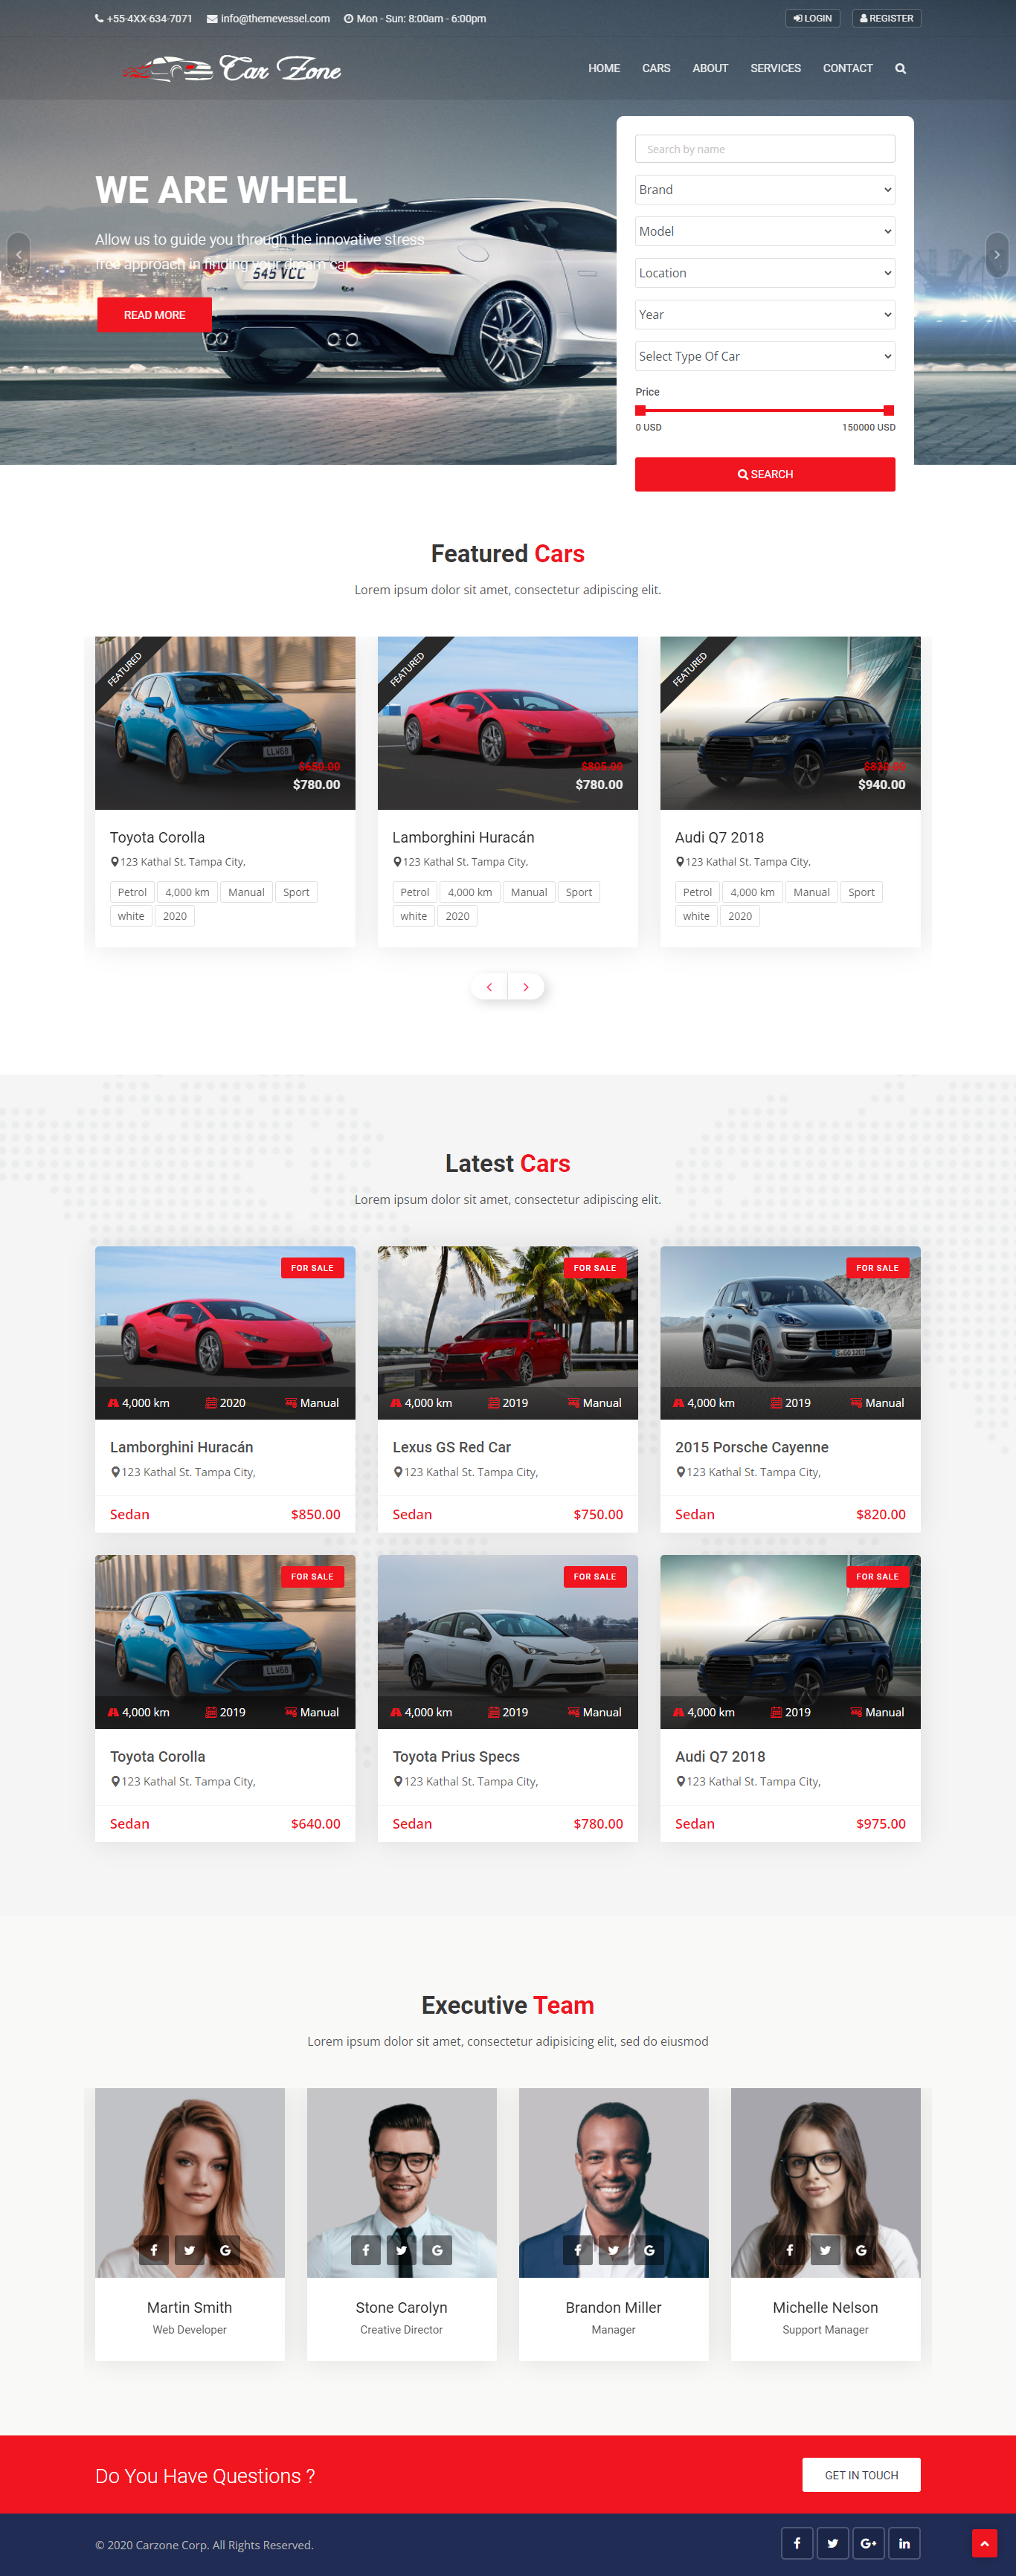 +55-4XX-634-7071 info@themevessel.com Mon - Sun: 8:00am - 6:00pm LOGIN REGISTER
Car Zone HOME CARS ABOUT SERVICES CONTACT
WE ARE WHEEL
Allow us to guide you through the innovative stress
free approach in finding your dream car.
545 VCC
READ MORE
Search by name
Brand
Model
Location
Year
Select Type Of Car
Price
0 USD 150000 USD
SEARCH
Featured Cars
Lorem ipsum dolor sit amet, consectetur adipiscing elit.
FEATURED FEATURED FEATURED
LLW68
$650.00 $805.00 $830.00
$780.00 $780.00 $940.00
Toyota Corolla Lamborghini Huracán Audi Q7 2018
123 Kathal St. Tampa City, 123 Kathal St. Tampa City, 123 Kathal St. Tampa City,
Petrol 4,000 km Manual Sport Petrol 4,000 km Manual Sport Petrol 4,000 km Manual Sport
white 2020 white 2020 white 2020
Latest Cars
Lorem ipsum dolor sit amet, consectetur adipiscing elit.
FOR SALE FOR SALE FOR SALE
4,000 km 2020 Manual 4,000 km 2019 Manual 4,000 km 2019 Manual
Lamborghini Huracán Lexus GS Red Car 2015 Porsche Cayenne
123 Kathal St. Tampa City, 123 Kathal St. Tampa City, 123 Kathal St. Tampa City,
Sedan $850.00 Sedan $750.00 Sedan $820.00
FOR SALE FOR SALE FOR SALE
LLW68
4,000 km 2019 Manual 4,000 km 2019 Manual 4,000 km 2019 Manual
Toyota Corolla Toyota Prius Specs Audi Q7 2018
123 Kathal St. Tampa City, 123 Kathal St. Tampa City, 123 Kathal St. Tampa City,
Sedan $640.00 Sedan $780.00 Sedan $975.00
Executive Team
Lorem ipsum dolor sit amet, consectetur adipisicing elit, sed do eiusmod
Martin Smith Stone Carolyn Brandon Miller Michelle Nelson
Web Developer Creative Director Manager Support Manager
Do You Have Questions ? GET IN TOUCH
© 2020 Carzone Corp. All Rights Reserved.